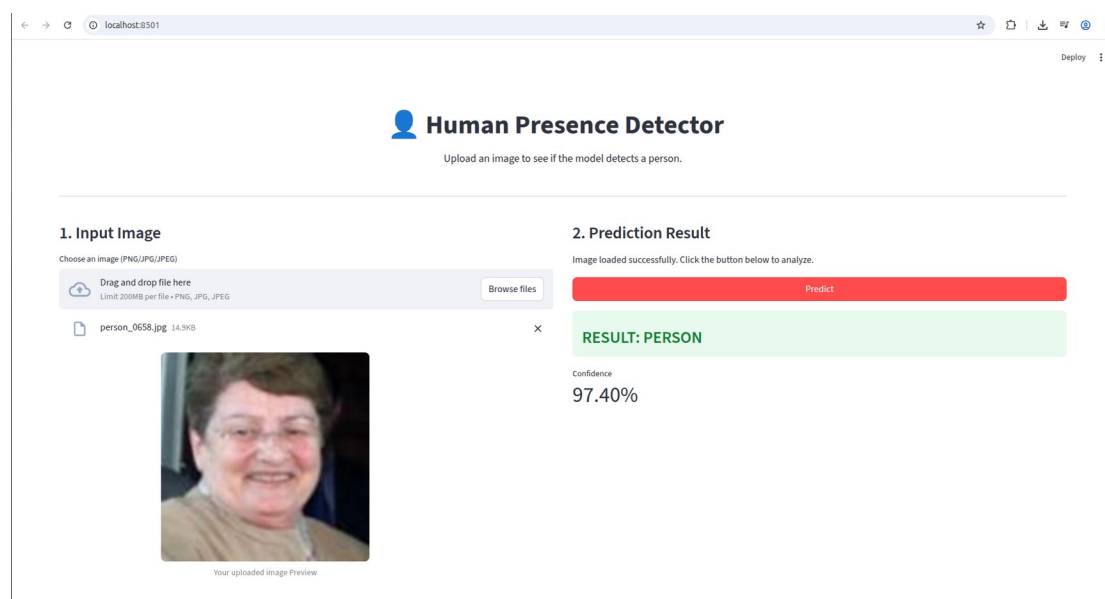 localhost:8501
Deploy
Human Presence Detector
Upload an image to see if the model detects a person.
1. Input Image
Choose an image (PNG/JPG/JPEG)
Drag and drop file here
Limit 200MB per file • PNG, JPG, JPEG
Browse files
person_0658.jpg 14.9KB
Your uploaded image Preview
2. Prediction Result
Image loaded successfully. Click the button below to analyze.
Predict
RESULT: PERSON
Confidence
97.40%